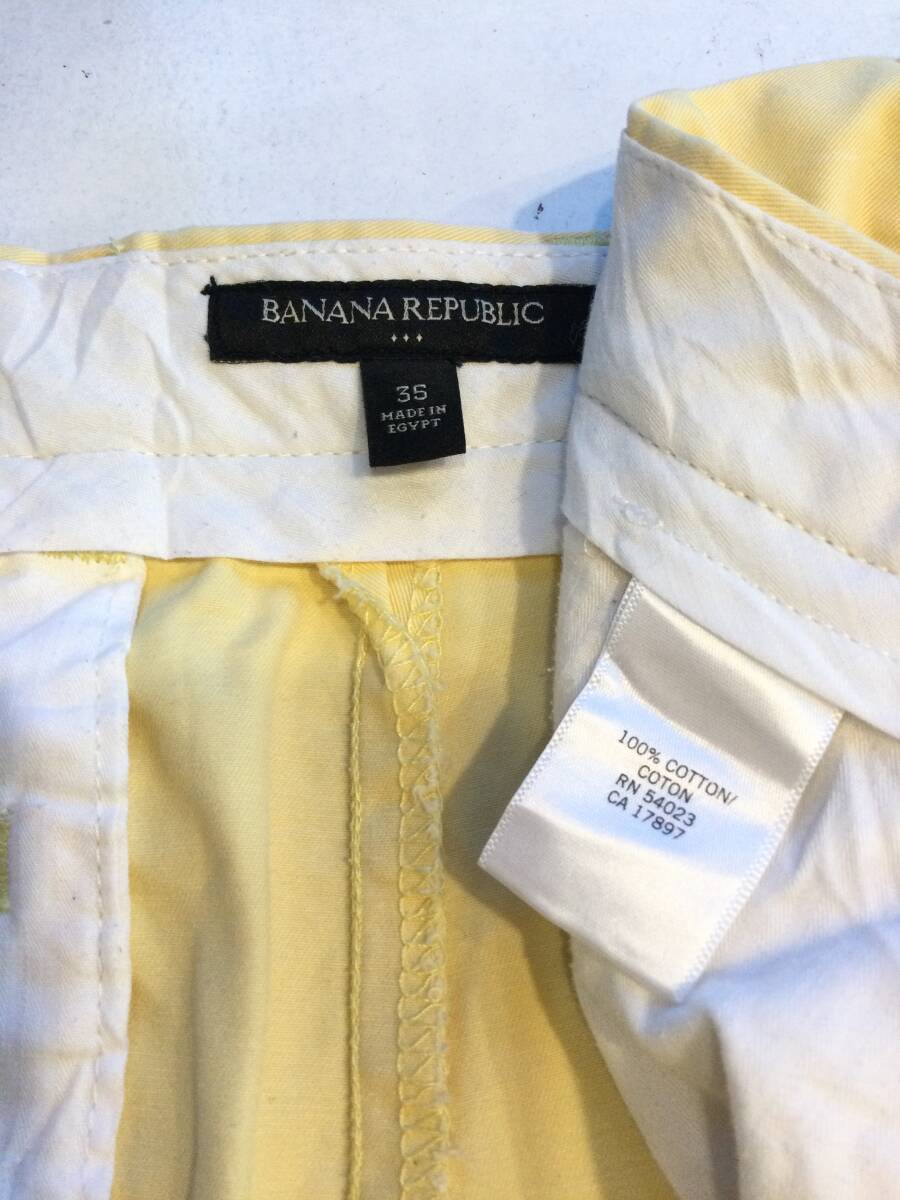 BANANA REPUBLIC
35
MADE IN
EGYPT
100% COTTON/
COTON
RN 54023
CA 17897